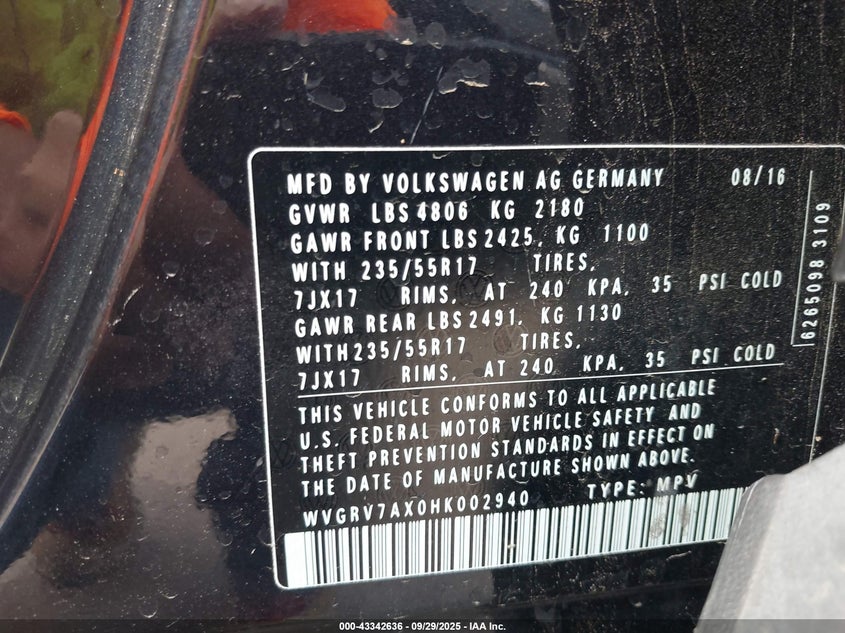 MFD BY VOLKSWAGEN AG GERMANY 08/16
GVWR LBS 4806 KG 2180
GAWR FRONT LBS 2425, KG 1100
WITH 235/55R17 TIRES,
7JX17 RIMS, AT 240 KPA, 35 PSI COLD
GAWR REAR LBS 2491, KG 1130
WITH 235/55R17 TIRES,
7JX17 RIMS, AT 240 KPA, 35 PSI COLD
THIS VEHICLE CONFORMS TO ALL APPLICABLE
U.S. FEDERAL MOTOR VEHICLE SAFETY AND
THEFT PREVENTION STANDARDS IN EFFECT ON
THE DATE OF MANUFACTURE SHOWN ABOVE.
WVGRV7AX0HK002940 TYPE: MPV
6265098 3109
000-43342636 - 09/29/2025 - IAA Inc.